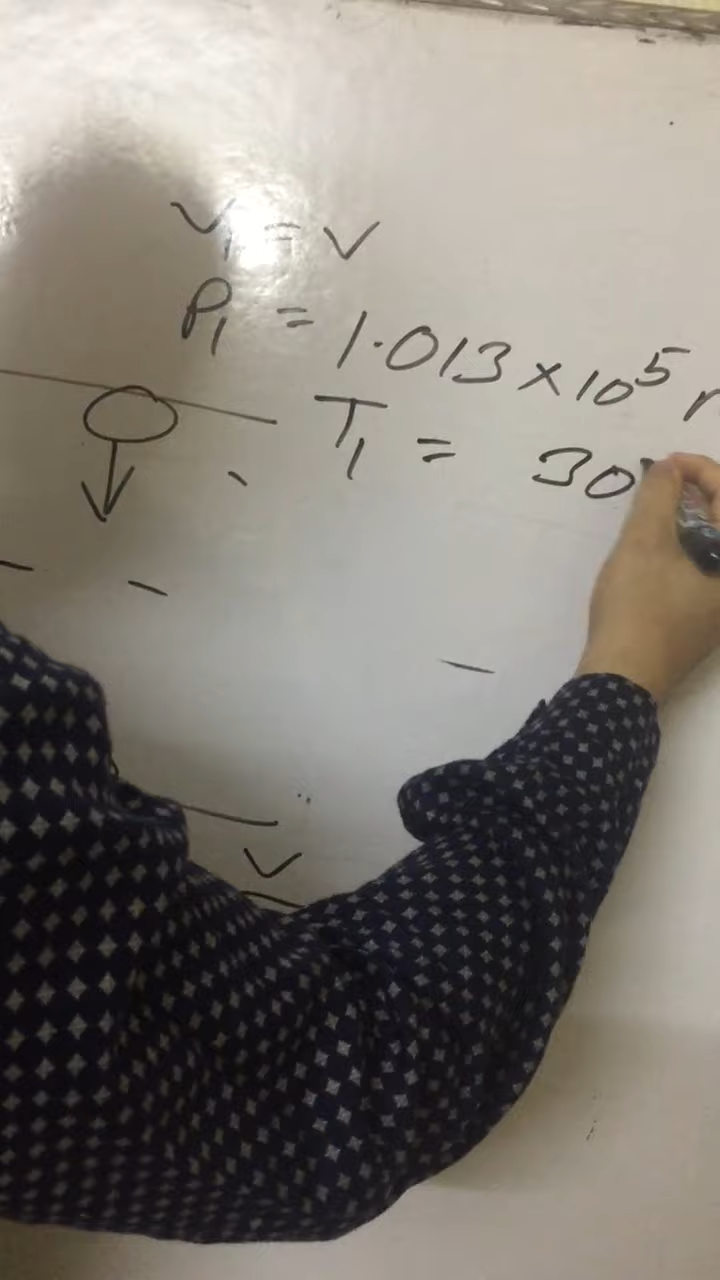 V₁ = V
P₁ = 1.013 × 10⁵
T₁ = 30
V